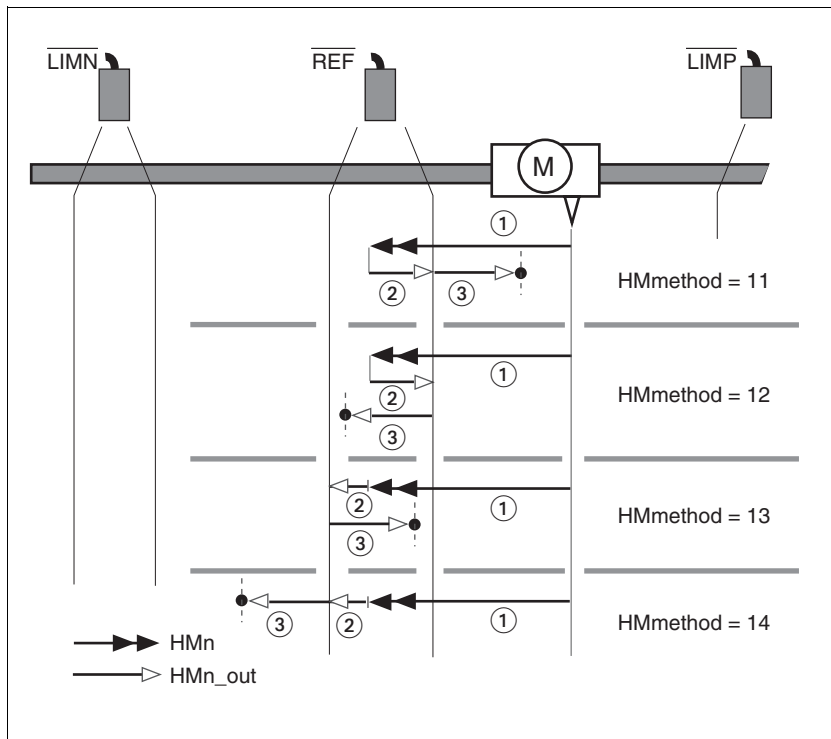 LIMN REF LIMP
M
1
2 3
HMmethod = 11
1
2
3
HMmethod = 12
2 1
3
HMmethod = 13
3 2 1
HMmethod = 14
HMn
HMn_out